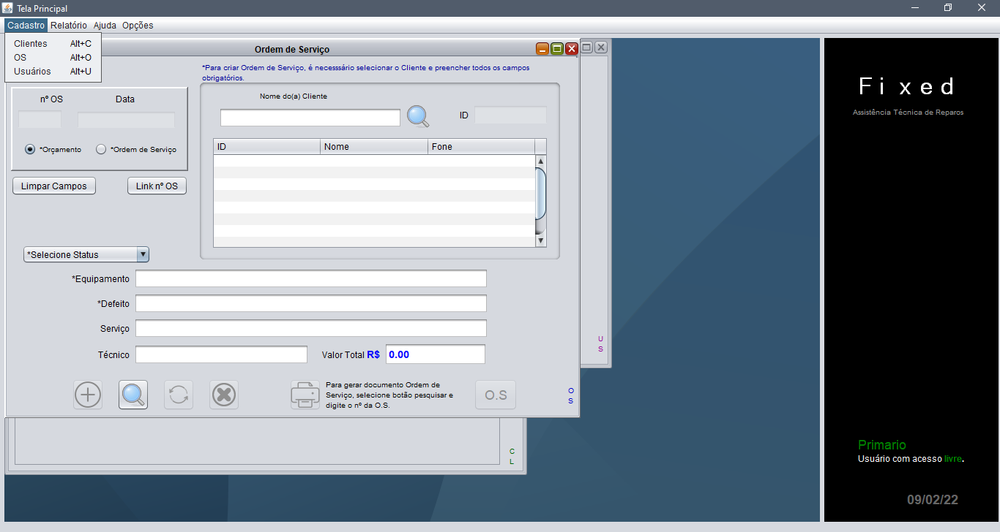 Tela Principal
Cadastro Relatório Ajuda Opções
Clientes Alt+C
OS Alt+O
Usuários Alt+U
Ordem de Serviço
*Para criar Ordem de Serviço, é necesssário selecionar o Cliente e preencher todos os campos
obrigatórios.
nº OS Data
*Orçamento *Ordem de Serviço
Limpar Campos Link nº OS
Nome do(a) Cliente
ID
ID Nome Fone
*Selecione Status
*Equipamento
*Defeito
Serviço
Técnico Valor Total R$ 0.00
Para gerar documento Ordem de
Serviço, selecione botão pesquisar e
digite o nº da O.S.
O.S
O
S
U
S
C
L
Fixed
Assistência Técnica de Reparos
Primario
Usuário com acesso livre.
09/02/22